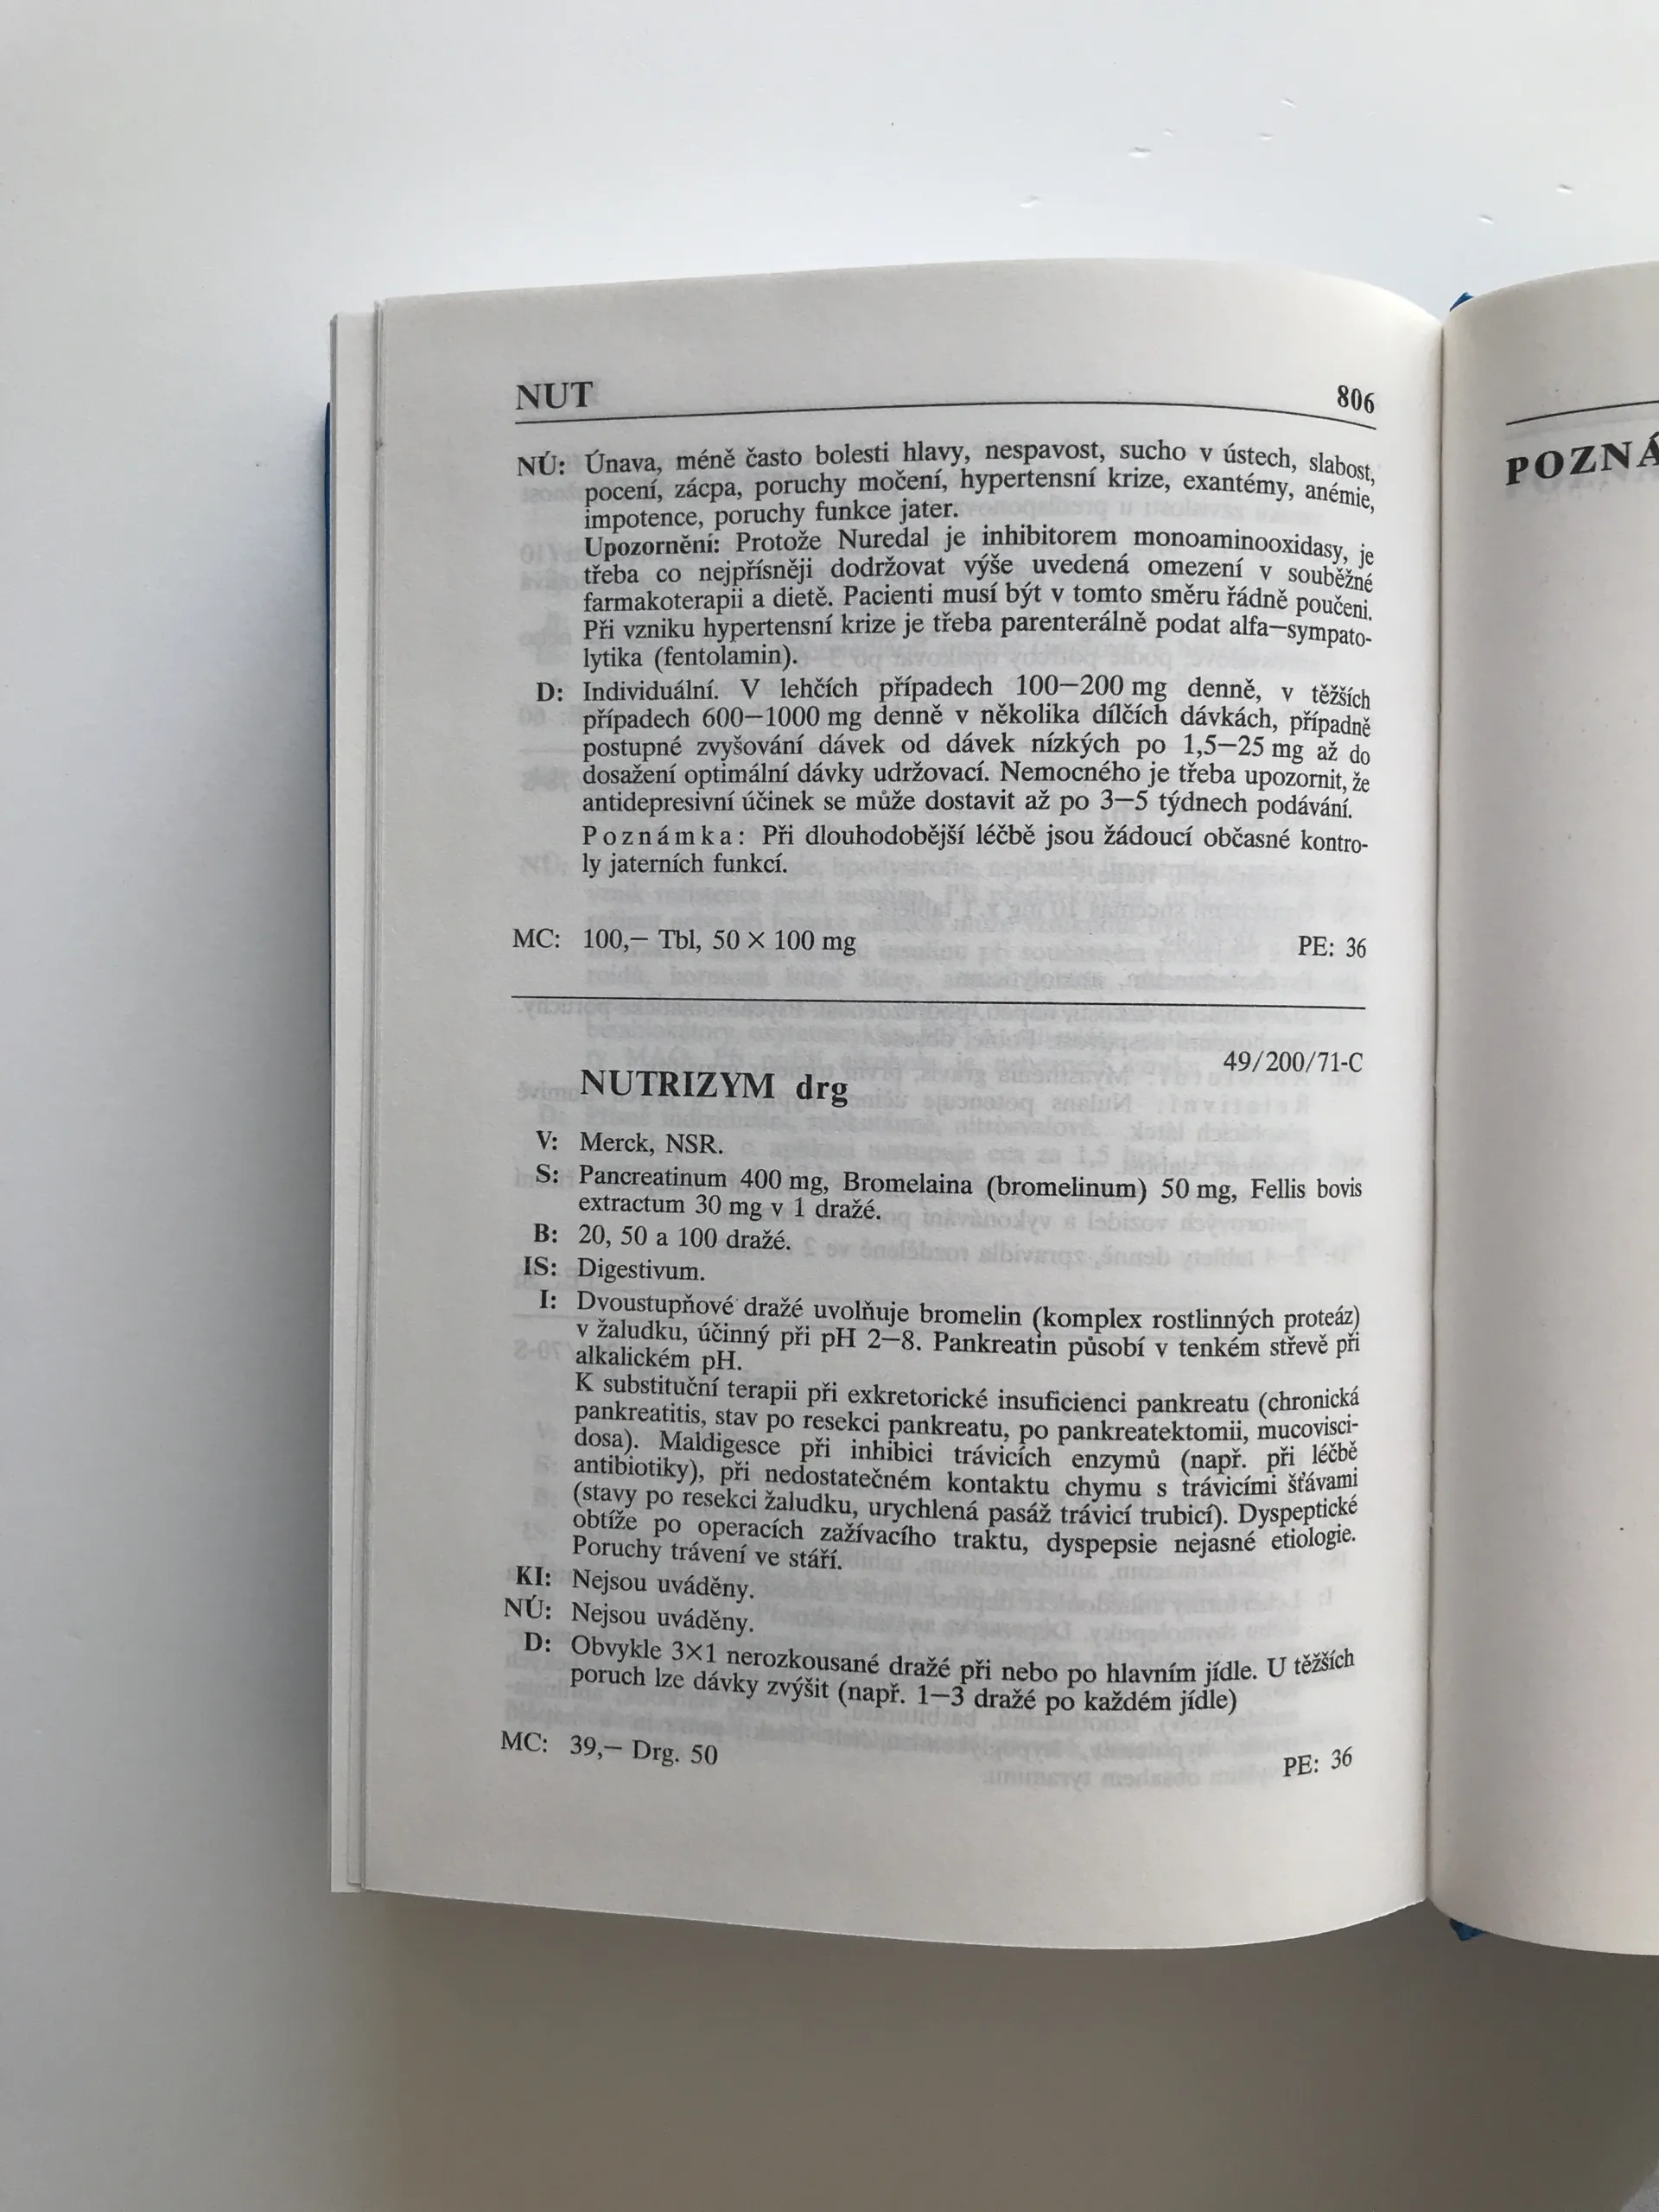 NUT 806
NÚ: Únava, méně často bolesti hlavy, nespavost, sucho v ústech, slabost,
pocení, zácpa, poruchy močení, hypertensní krize, exantémy, anémie,
impotence, poruchy funkce jater.
Upozornění: Protože Nuredal je inhibitorem monoaminooxidasy, je
třeba co nejpřísněji dodržovat výše uvedená omezení v souběžné
farmakoterapii a dietě. Pacienti musí být v tomto směru řádně poučeni.
Při vzniku hypertensní krize je třeba parenterálně podat alfa—sympato-
lytika (fentolamin).
D: Individuální. V lehčích případech 100—200 mg denně, v těžších
případech 600—1000 mg denně v několika dílčích dávkách, případně
postupné zvyšování dávek od dávek nízkých po 1,5—25 mg až do
dosažení optimální dávky udržovací. Nemocného je třeba upozornit, že
antidepresivní účinek se může dostavit až po 3—5 týdnech podávání.
Poznámka: Při dlouhodobější léčbě jsou žádoucí občasné kontro-
ly jaterních funkcí.
MC: 100,— Tbl, 50 × 100 mg PE: 36
49/200/71-C
NUTRIZYM drg
V: Merck, NSR.
S: Pancreatinum 400 mg, Bromelaina (bromelinum) 50 mg, Fellis bovis
extractum 30 mg v 1 dražé.
B: 20, 50 a 100 dražé.
IS: Digestivum.
I: Dvoustupňové dražé uvolňuje bromelin (komplex rostlinných proteáz)
v žaludku, účinný při pH 2—8. Pankreatin působí v tenkém střevě při
alkalickém pH.
K substituční terapii při exkretorické insuficienci pankreatu (chronická
pankreatitis, stav po resekci pankreatu, po pankreatektomii, mucovisci-
dosa). Maldigesce při inhibici trávicích enzymů (např. při léčbě
antibiotiky), při nedostatečném kontaktu chymu s trávicími šťávami
(stavy po resekci žaludku, urychlená pasáž trávicí trubicí). Dyspeptické
obtíže po operacích zažívacího traktu, dyspepsie nejasné etiologie.
Poruchy trávení ve stáří.
KI: Nejsou uváděny.
NÚ: Nejsou uváděny.
D: Obvykle 3×1 nerozkousané dražé při nebo po hlavním jídle. U těžších
poruch lze dávky zvýšit (např. 1—3 dražé po každém jídle)
MC: 39,— Drg. 50 PE: 36